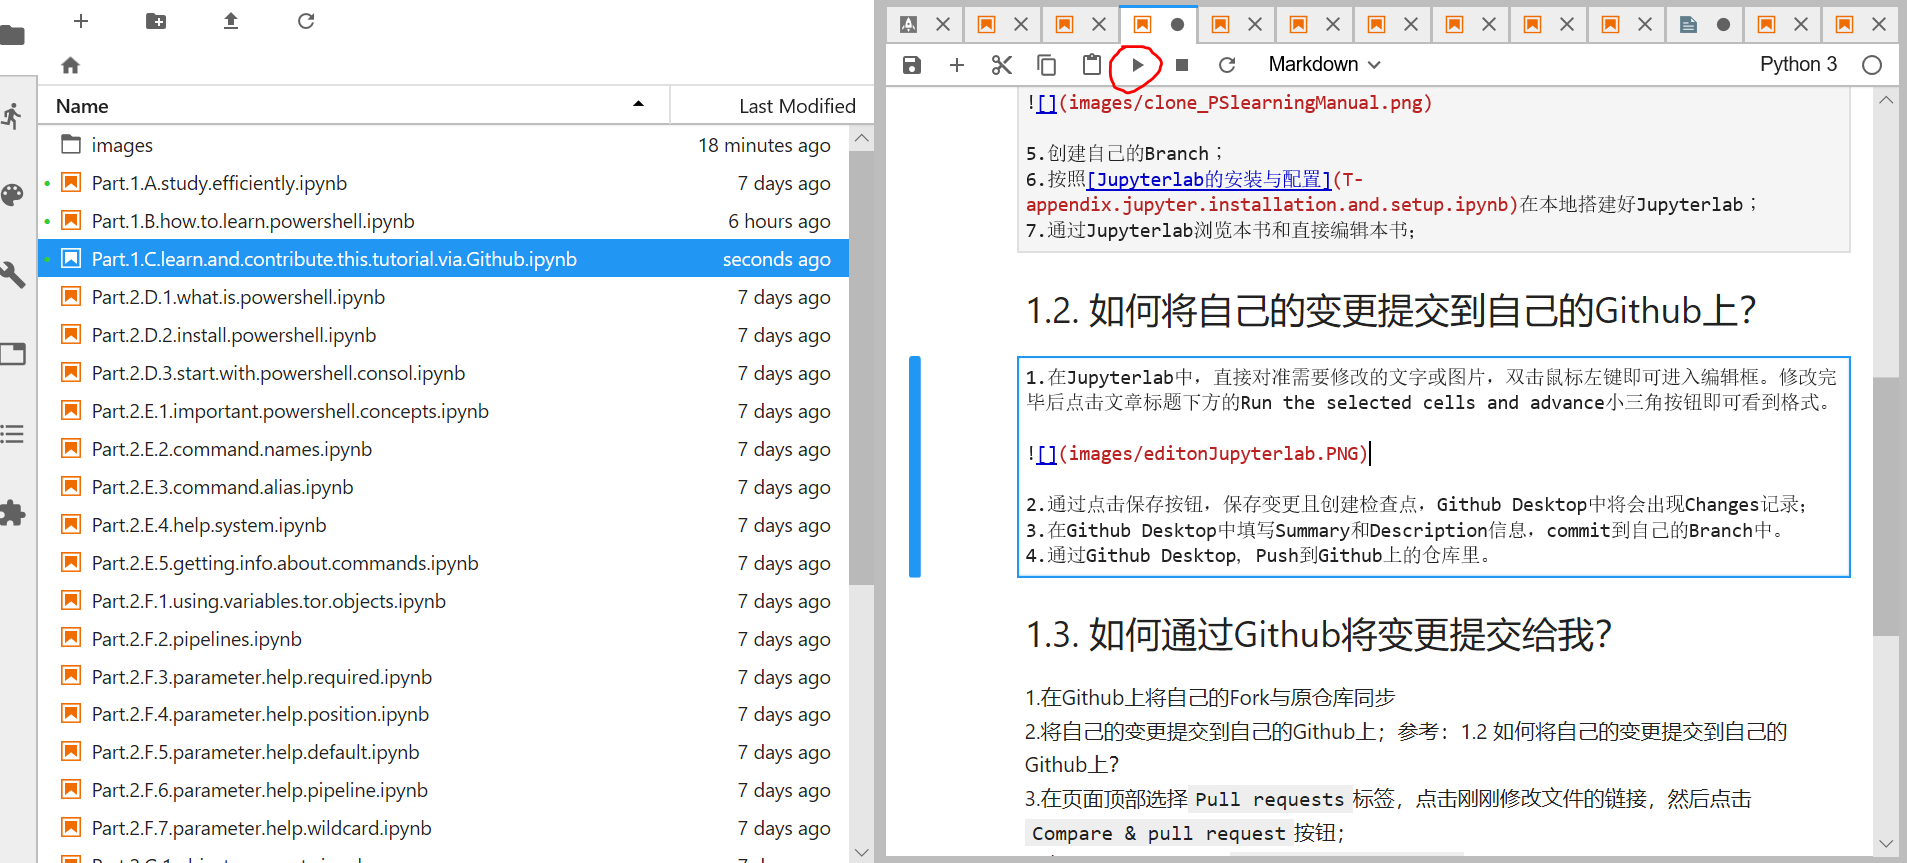 Name
Last Modified
images
18 minutes ago
Part.1.A.study.efficiently.ipynb
7 days ago
Part.1.B.how.to.learn.powershell.ipynb
6 hours ago
Part.1.C.learn.and.contribute.this.tutorial.via.Github.ipynb
seconds ago
Part.2.D.1.what.is.powershell.ipynb
7 days ago
Part.2.D.2.install.powershell.ipynb
7 days ago
Part.2.D.3.start.with.powershell.consol.ipynb
7 days ago
Part.2.E.1.important.powershell.concepts.ipynb
7 days ago
Part.2.E.2.command.names.ipynb
7 days ago
Part.2.E.3.command.alias.ipynb
7 days ago
Part.2.E.4.help.system.ipynb
7 days ago
Part.2.E.5.getting.info.about.commands.ipynb
7 days ago
Part.2.F.1.using.variables.tor.objects.ipynb
7 days ago
Part.2.F.2.pipelines.ipynb
7 days ago
Part.2.F.3.parameter.help.required.ipynb
7 days ago
Part.2.F.4.parameter.help.position.ipynb
7 days ago
Part.2.F.5.parameter.help.default.ipynb
7 days ago
Part.2.F.6.parameter.help.pipeline.ipynb
7 days ago
Part.2.F.7.parameter.help.wildcard.ipynb
7 days ago
Markdown
Python 3
![](images/clone_PSlearningManual.png)
5.创建自己的Branch；
6.按照[Jupyterlab的安装与配置](T-
appendix.jupyter.installation.and.setup.ipynb)在本地搭建好Jupyterlab；
7.通过Jupyterlab浏览本书和直接编辑本书；
1.2. 如何将自己的变更提交到自己的Github上？
1.在Jupyterlab中，直接对准需要修改的文字或图片，双击鼠标左键即可进入编辑框。修改完
毕后点击文章标题下方的Run the selected cells and advance小三角按钮即可看到格式。
![](images/editonJupyterlab.PNG)
2.通过点击保存按钮，保存变更且创建检查点，Github Desktop中将会出现Changes记录；
3.在Github Desktop中填写Summary和Description信息，commit到自己的Branch中。
4.通过Github Desktop，Push到Github上的仓库里。
1.3. 如何通过Github将变更提交给我？
1.在Github上将自己的Fork与原仓库同步
2.将自己的变更提交到自己的Github上；参考：1.2 如何将自己的变更提交到自己的
Github上？
3.在页面顶部选择 Pull requests 标签，点击刚刚修改文件的链接，然后点击
Compare & pull request 按钮；